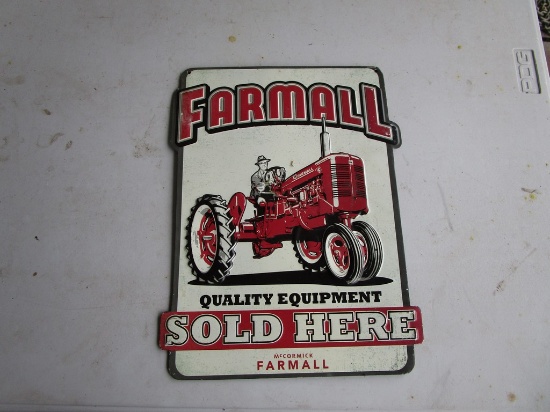 FARMALL
QUALITY EQUIPMENT
SOLD HERE
McCORMICK
FARMALL